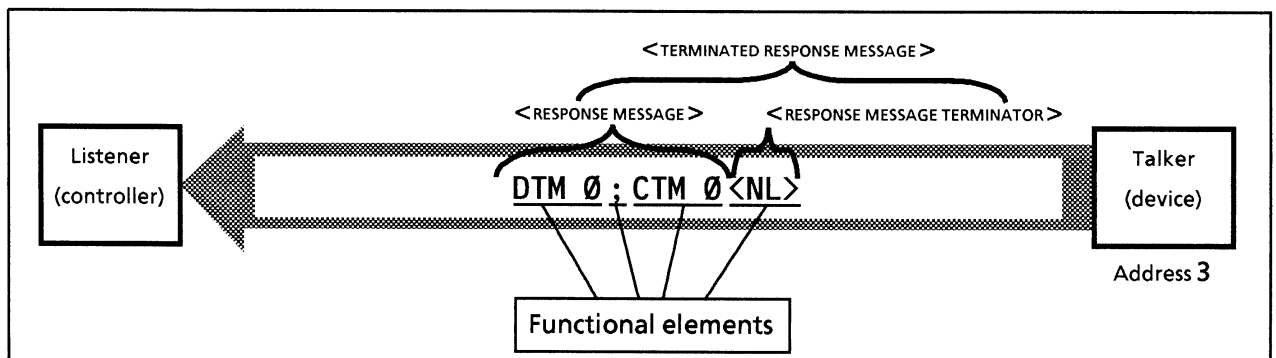 <TERMINATED RESPONSE MESSAGE>
<RESPONSE MESSAGE> <RESPONSE MESSAGE TERMINATOR>
Listener
(controller)
DTM Ø ; CTM Ø <NL>
Talker
(device)
Address 3
Functional elements